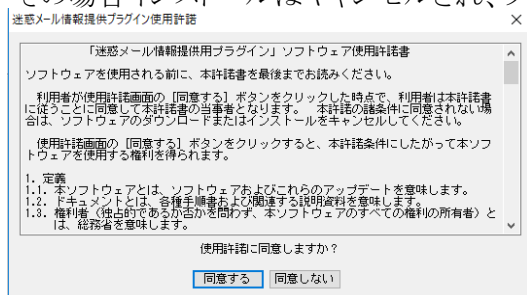 その場合インストールはキャンセルされ、
迷惑メール情報提供プラグイン使用許諾
「迷惑メール情報提供用プラグイン」ソフトウェア使用許諾書
ソフトウェアを使用される前に、本許諾書を最後までお読みください。
利用者が使用許諾画面の［同意する］ボタンをクリックした時点で、利用者は本許諾書
に従うことに同意して本許諾書の当事者となります。 本許諾の諸条件に同意されない場
合は、ソフトウェアのダウンロードまたはインストールをキャンセルしてください。
使用許諾画面の［同意する］ボタンをクリックすると、本許諾条件にしたがって本ソフ
トウェアを使用する権利を得られます。
1. 定義
1.1. 本ソフトウェアとは、ソフトウェアおよびこれらのアップデートを意味します。
1.2. ドキュメントとは、各種手順書および関連する説明資料を意味します。
1.3. 権利者（独占的であるか否かを問わず、本ソフトウェアのすべての権利の所有者）と
は、総務省を意味します。
使用許諾に同意しますか？
同意する 同意しない